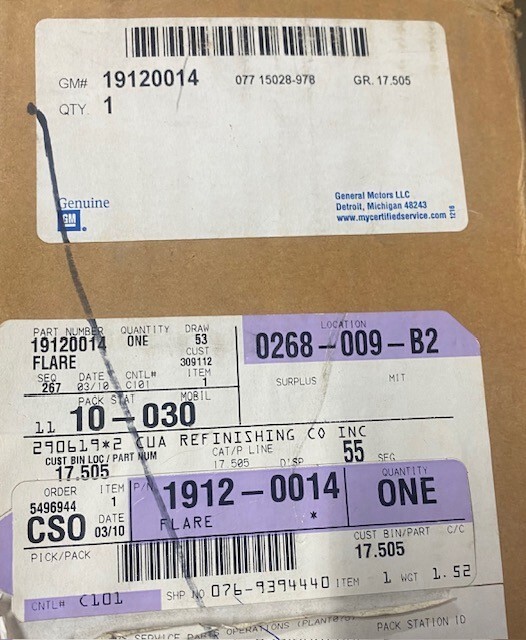 GM# 19120014 077 15028-978 GR. 17.505
QTY. 1
Genuine
GM
General Motors LLC
Detroit, Michigan 48243
www.mycertifiedservice.com
PART NUMBER QUANTITY DRAW
19120014 ONE 53
FLARE CUST
309112
SEQ DATE CNTL# ITEM
267 03/10 C101 1
LOCATION
0268-009-B2
SURPLUS MIT
PACK STAT MOBIL
11 10-030
290619*2 CUA REFINISHING CO INC
CUST BIN LOC/PART NUM CAT/P LINE 55 SEG
17.505 17.505 DISP
ORDER ITEM P/N QUANTITY
5496944 1 1912-0014 ONE
CSO DATE FLARE *
03/10
PICK/PACK CUST BIN/PART C/C
17.505
SHP NO 076-9394440 ITEM 1 WGT 1.52
CNTL# C101
SERVICE PARTS OPERATIONS PACK STATION ID